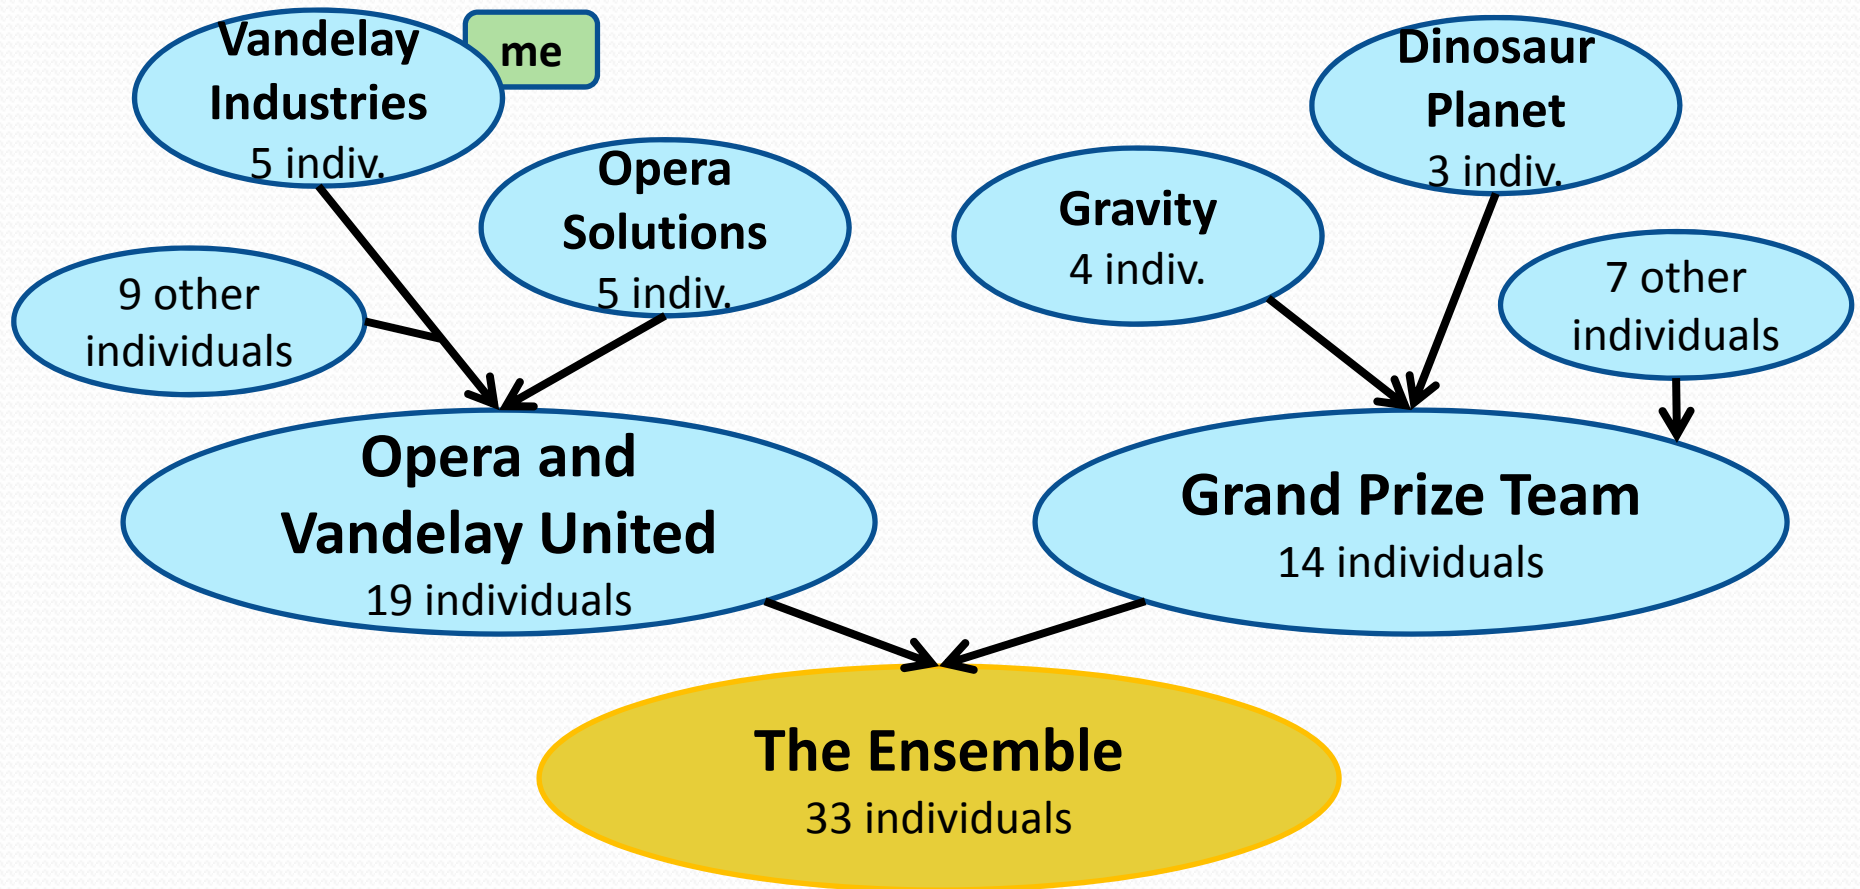 Vandelay
Industries
5 indiv.
me
Opera
Solutions
5 indiv.
9 other
individuals
Opera and
Vandelay United
19 individuals
Dinosaur
Planet
3 indiv.
Gravity
4 indiv.
7 other
individuals
Grand Prize Team
14 individuals
The Ensemble
33 individuals